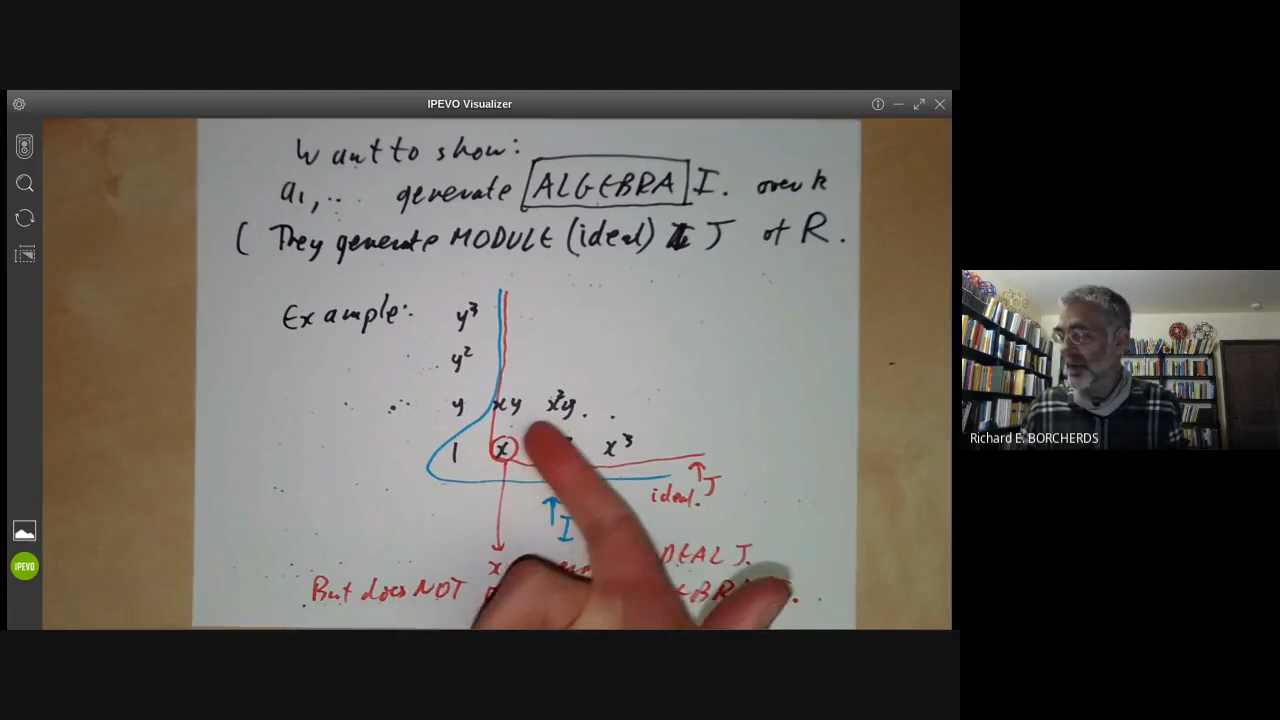 IPEVO Visualizer
Want to show:
a₁,.. generate ALGEBRA I. over k
( They generate MODULE (ideal) J of R.
Example: y³
y²
y xy x²y . .
1 x x³
ideal. J
I
x J.
But does NOT
IPEVO
Richard E. BORCHERDS